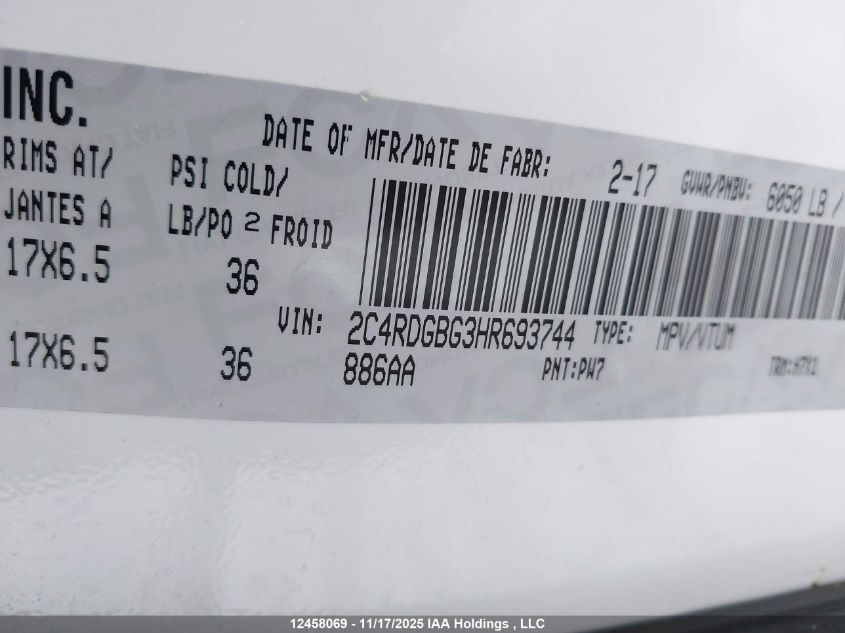 INC.
DATE OF MFR/DATE DE FABR: 2-17 GVWR/PNBV: 6050 LB /
RIMS AT/
JANTES A
PSI COLD/
LB/PO 2 FROID
17X6.5 36
VIN: 2C4RDGBG3HR693744 TYPE: MPV/VTUM
17X6.5 36 886AA PNT:PW7 TRM:H7X1
12458069 - 11/17/2025 IAA Holdings , LLC